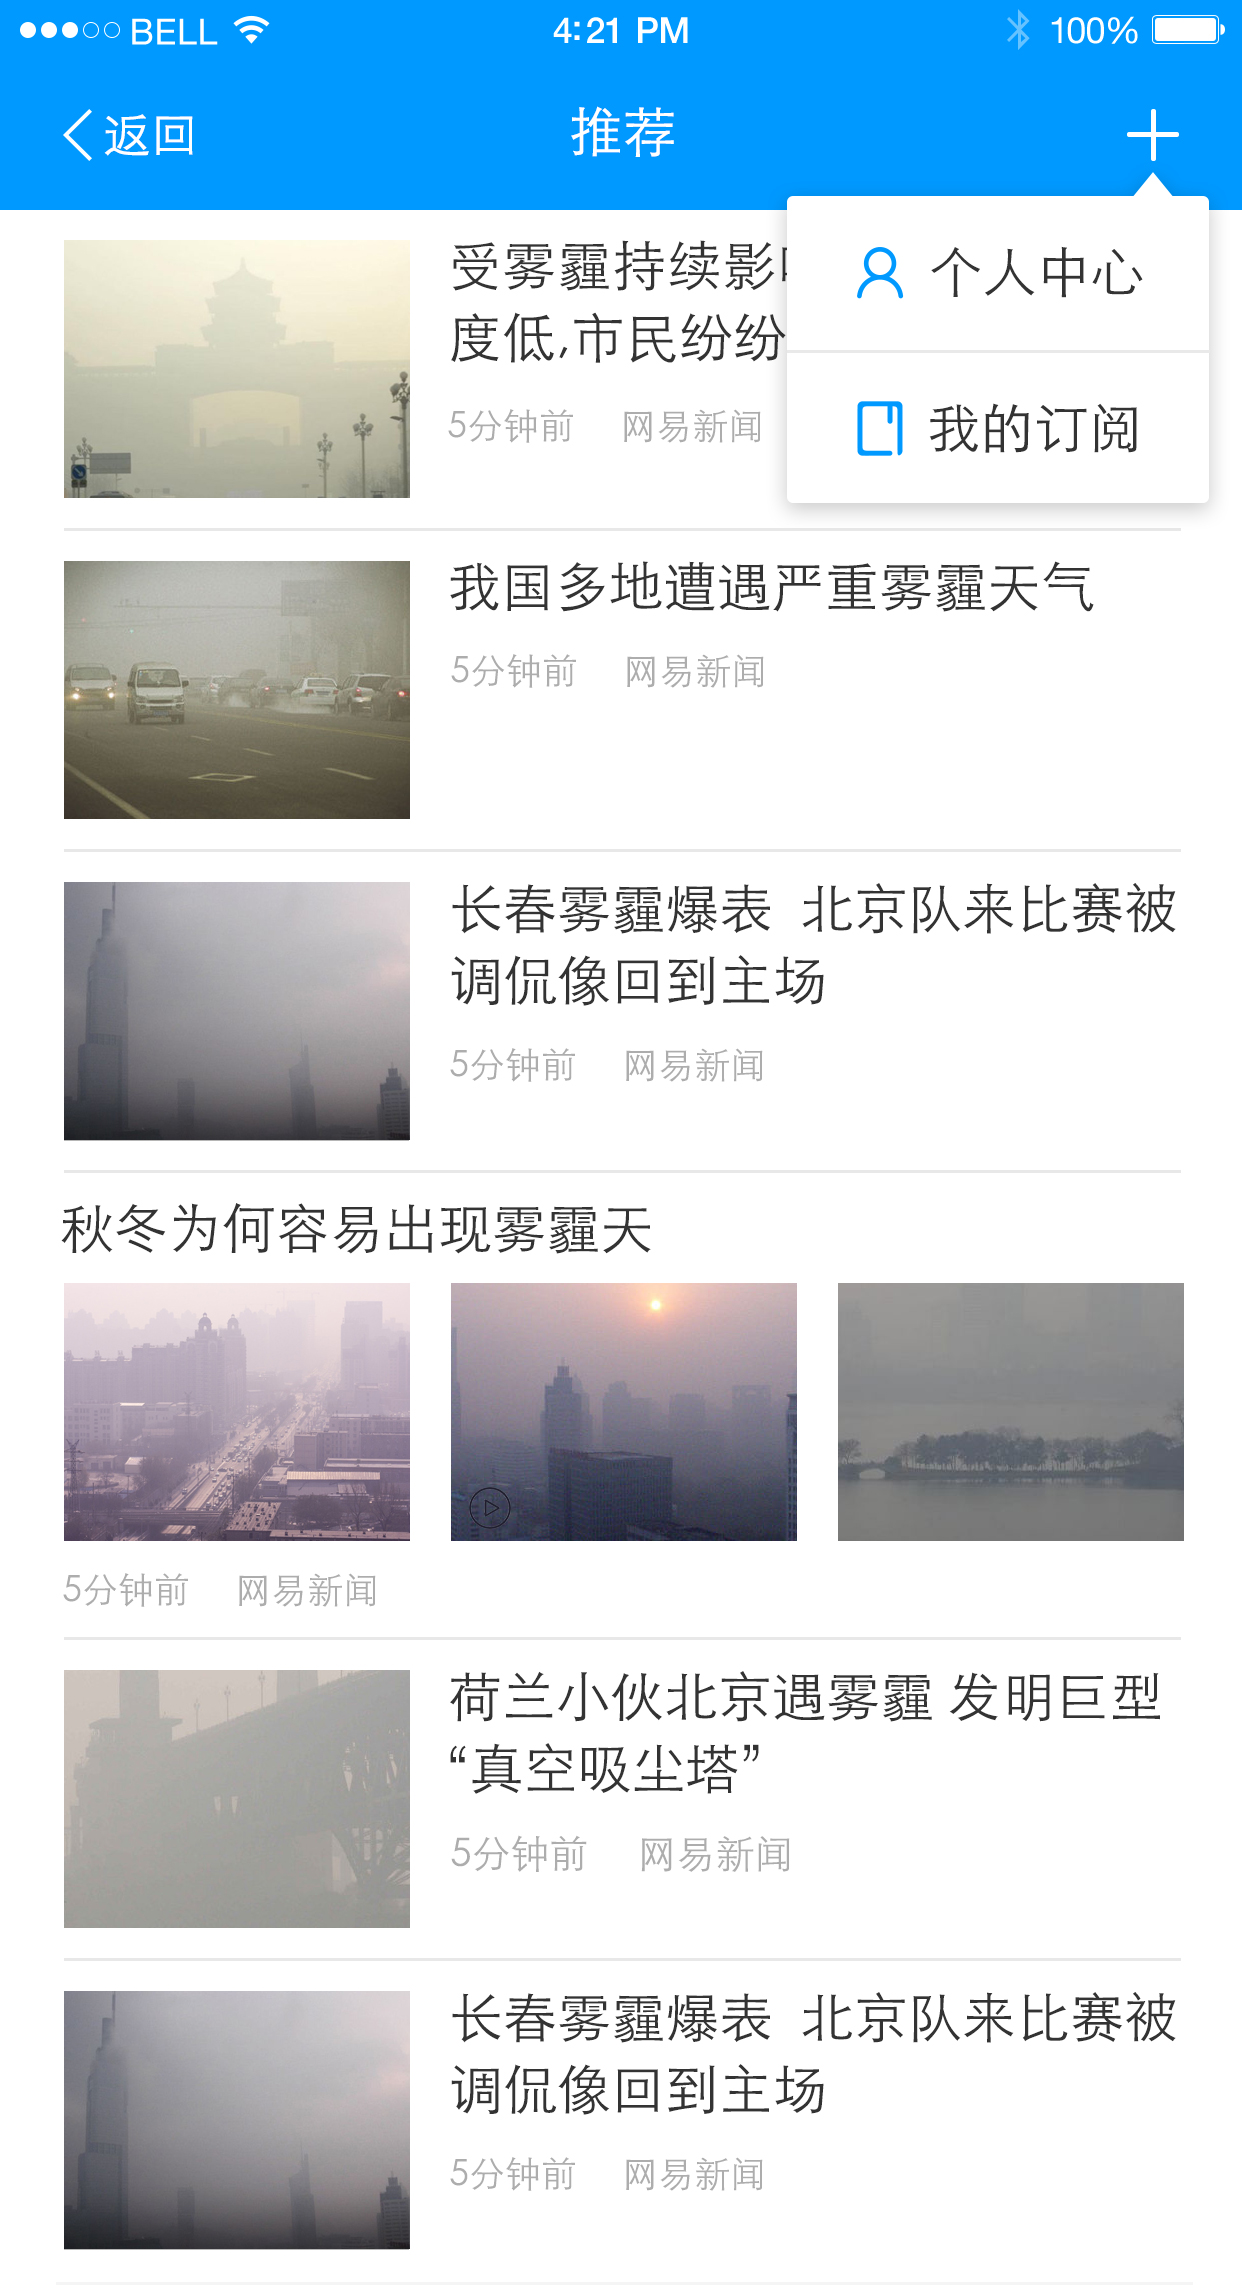 BELL 4:21 PM 100%
返回 推荐
个人中心
我的订阅
受雾霾持续影
度低,市民纷纷
5分钟前 网易新闻
我国多地遭遇严重雾霾天气
5分钟前 网易新闻
长春雾霾爆表 北京队来比赛被
调侃像回到主场
5分钟前 网易新闻
秋冬为何容易出现雾霾天
5分钟前 网易新闻
荷兰小伙北京遇雾霾 发明巨型
“真空吸尘塔”
5分钟前 网易新闻
长春雾霾爆表 北京队来比赛被
调侃像回到主场
5分钟前 网易新闻